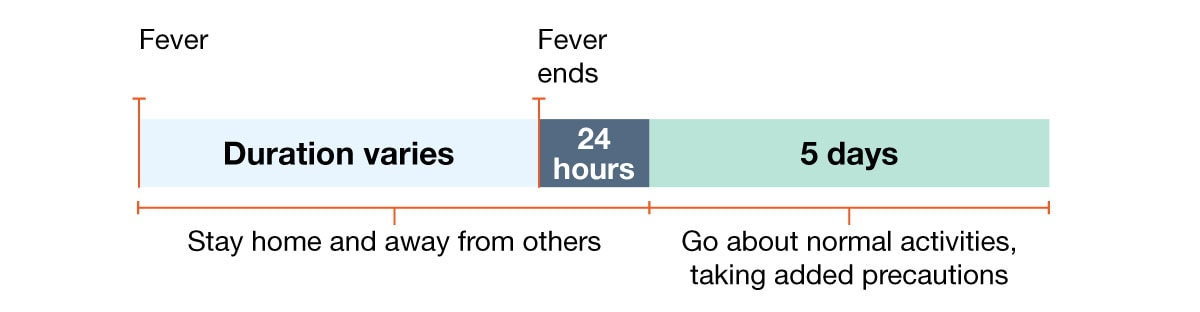 Fever
Fever
ends
Duration varies
24
hours
5 days
Stay home and away from others
Go about normal activities,
taking added precautions